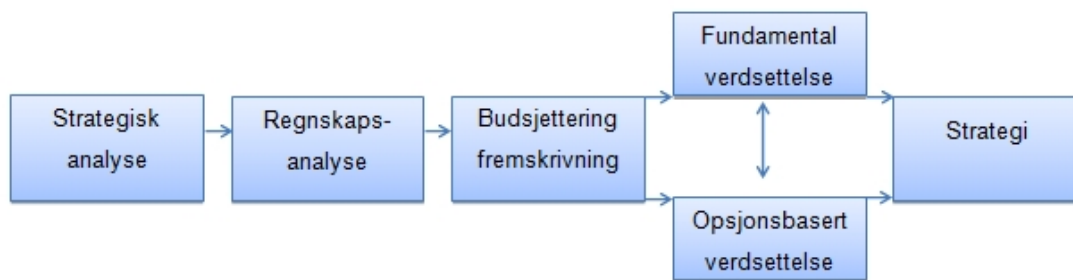 Strategisk
analyse
Regnskaps-
analyse
Budsjettering
fremskrivning
Fundamental
verdsettelse
Opsjonsbasert
verdsettelse
Strategi